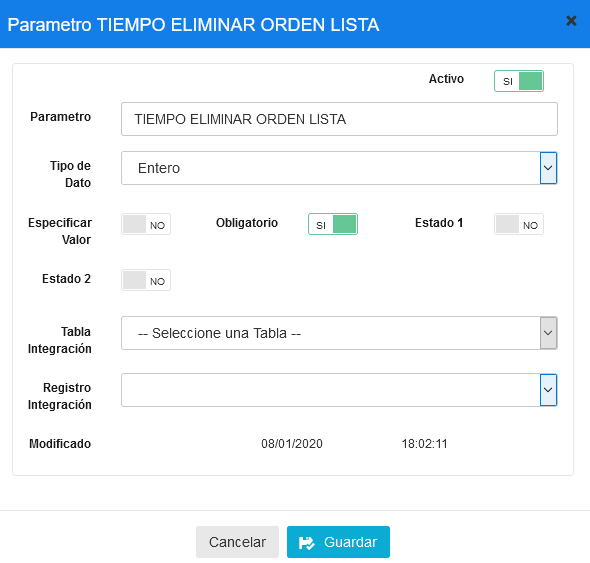 Parametro TIEMPO ELIMINAR ORDEN LISTA
Activo
SI
Parametro
TIEMPO ELIMINAR ORDEN LISTA
Tipo de
Dato
Entero
Especificar
Valor
NO
Obligatorio
SI
Estado 1
NO
Estado 2
NO
Tabla
Integración
-- Seleccione una Tabla --
Registro
Integración
Modificado
08/01/2020
18:02:11
Cancelar
Guardar